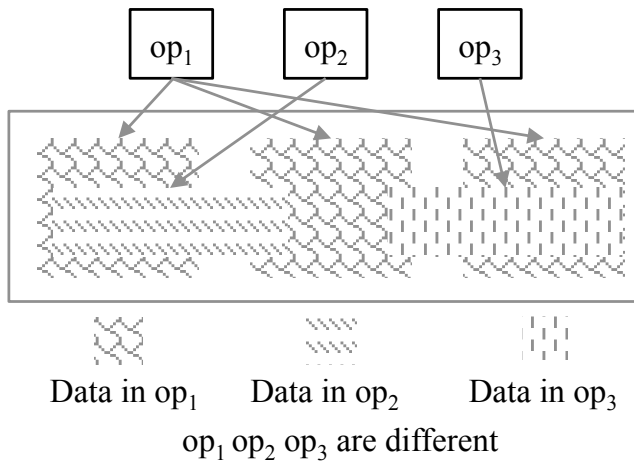 op₁ op₂ op₃
Data in op₁ Data in op₂ Data in op₃
op₁ op₂ op₃ are different